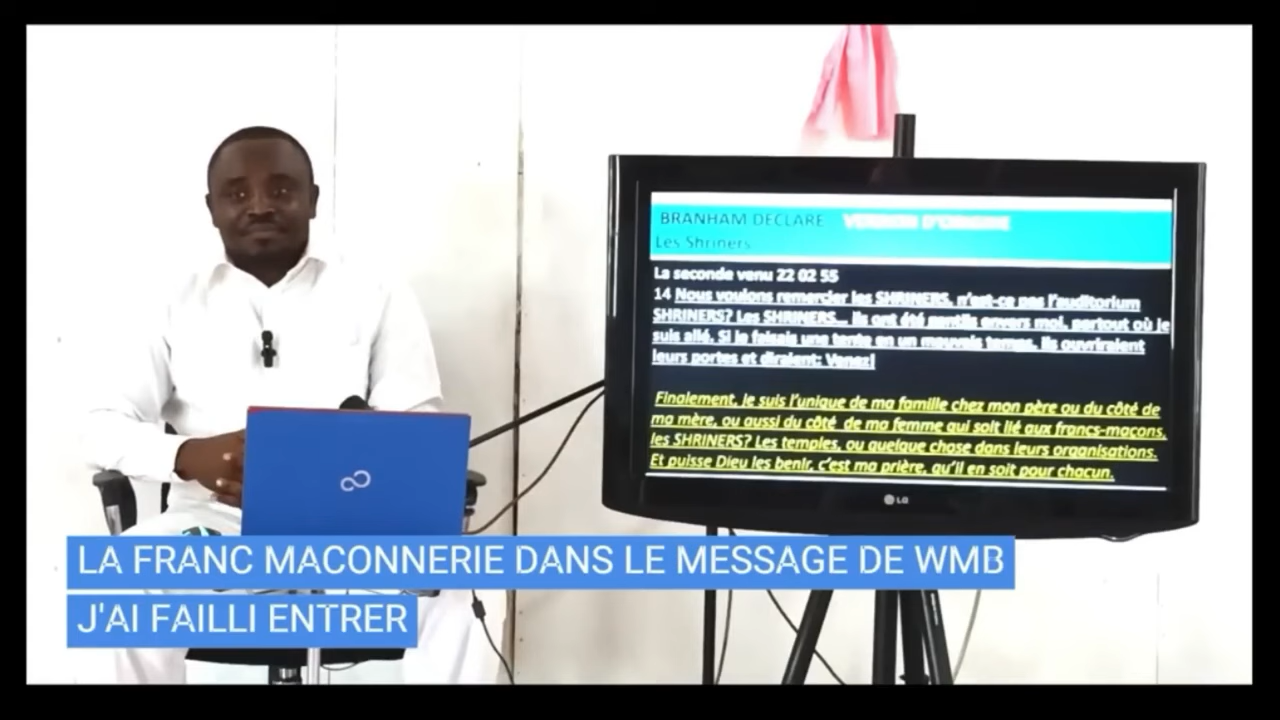 BRANHAM DECLARE VERSION D'ORIGINE
Les Shriners
La seconde venu 22 02 55
14 Nous voulons remercier les SHRINERS, n'est-ce pas l'auditorium
SHRINERS? Les SHRINERS... ils ont été gentils envers moi, partout où je
suis allé. Si je faisais une tente en un mauvais temps, ils ouvriraient
leurs portes et diraient: Venez!
Finalement, je suis l'unique de ma famille chez mon père ou du côté de
ma mère, ou aussi du côté de ma femme qui soit lié aux francs-maçons,
les SHRINERS? Les temples, ou quelque chose dans leurs organisations.
Et puisse Dieu les benir, c'est ma prière, qu'il en soit pour chacun.
LG
LA FRANC MACONNERIE DANS LE MESSAGE DE WMB
J'AI FAILLI ENTRER